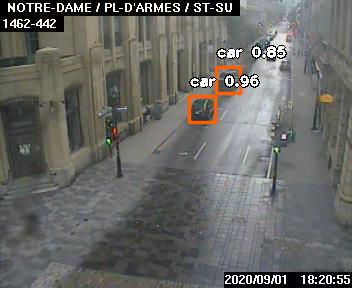 NOTRE-DAME / PL-D'ARMES / ST-SU
1462-442
car 0.85
car 0.96
2020/09/01 18:20:55